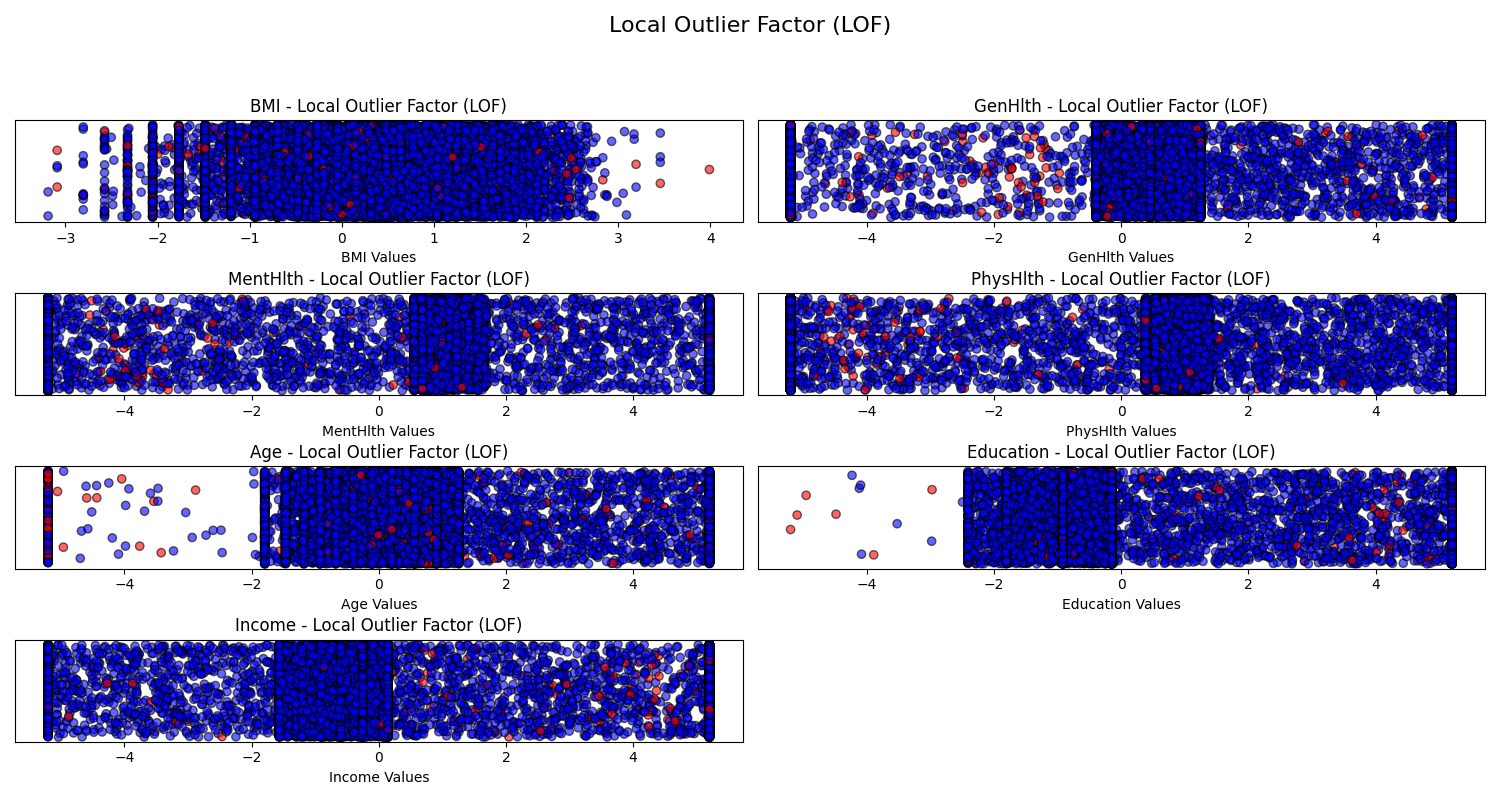 Local Outlier Factor (LOF)
BMI - Local Outlier Factor (LOF)
−3 −2 −1 0 1 2 3 4
BMI Values
GenHlth - Local Outlier Factor (LOF)
−4 −2 0 2 4
GenHlth Values
MentHlth - Local Outlier Factor (LOF)
−4 −2 0 2 4
MentHlth Values
PhysHlth - Local Outlier Factor (LOF)
−4 −2 0 2 4
PhysHlth Values
Age - Local Outlier Factor (LOF)
−4 −2 0 2 4
Age Values
Education - Local Outlier Factor (LOF)
−4 −2 0 2 4
Education Values
Income - Local Outlier Factor (LOF)
−4 −2 0 2 4
Income Values